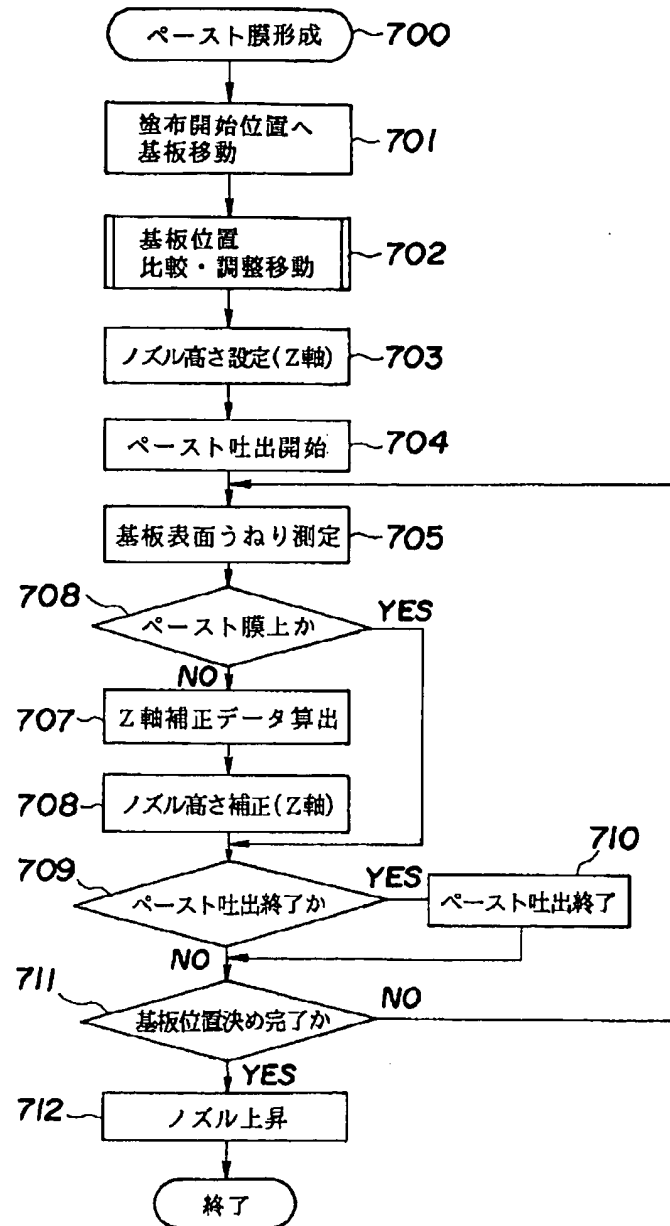 ペースト膜形成
700
塗布開始位置へ
基板移動
701
基板位置
比較・調整移動
702
ノズル高さ設定(Z軸)
703
ペースト吐出開始
704
基板表面うねり測定
705
708
ペースト膜上か
YES
NO
707
Z軸補正データ算出
708
ノズル高さ補正(Z軸)
709
ペースト吐出終了か
YES
710
ペースト吐出終了
NO
711
基板位置決め完了か
NO
YES
712
ノズル上昇
終了